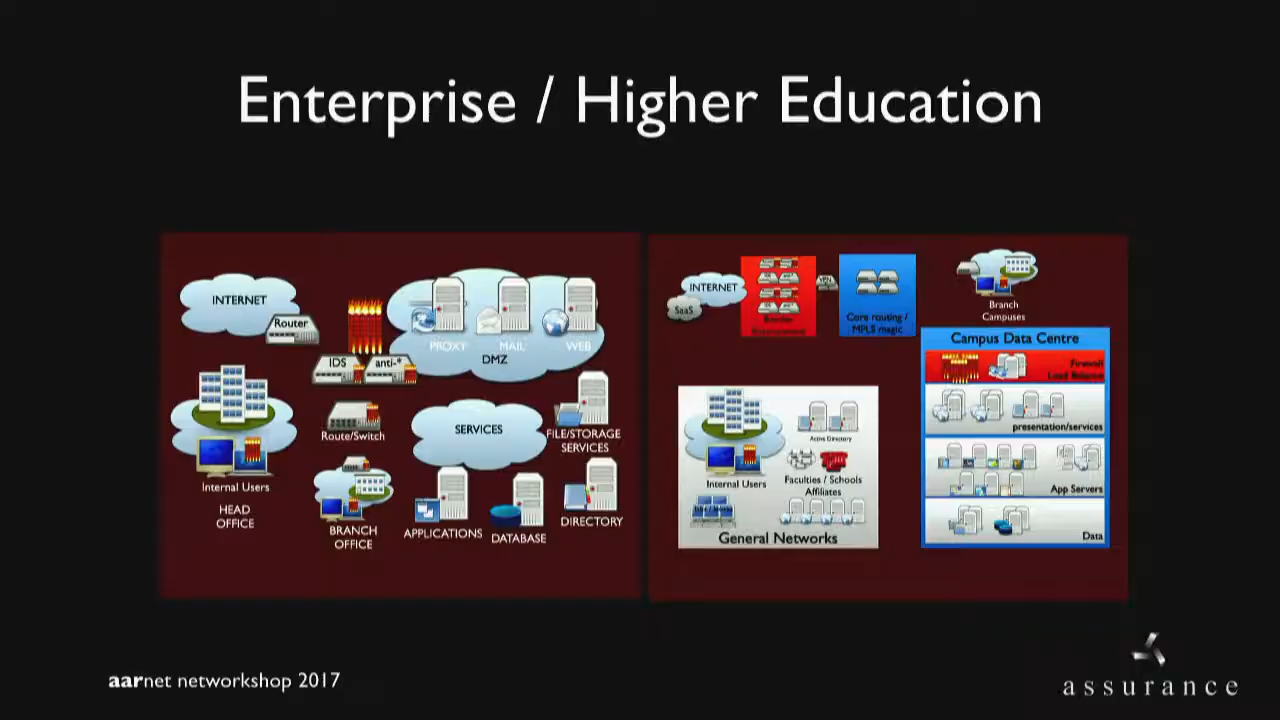 Enterprise / Higher Education
INTERNET
Router
IDS
anti-*
PROXY
MAIL
WEB
DMZ
Route/Switch
SERVICES
FILE/STORAGE
SERVICES
Internal Users
HEAD
OFFICE
BRANCH
OFFICE
APPLICATIONS
DATABASE
DIRECTORY
INTERNET
SaaS
VPN
Core routing /
MPLS magic
Branch
Campuses
Campus Data Centre
Firewall
Load Balance
presentation/services
App Servers
Data
Active Directory
Internal Users
Faculties / Schools
Affiliates
General Networks
aarnet networkshop 2017
assurance